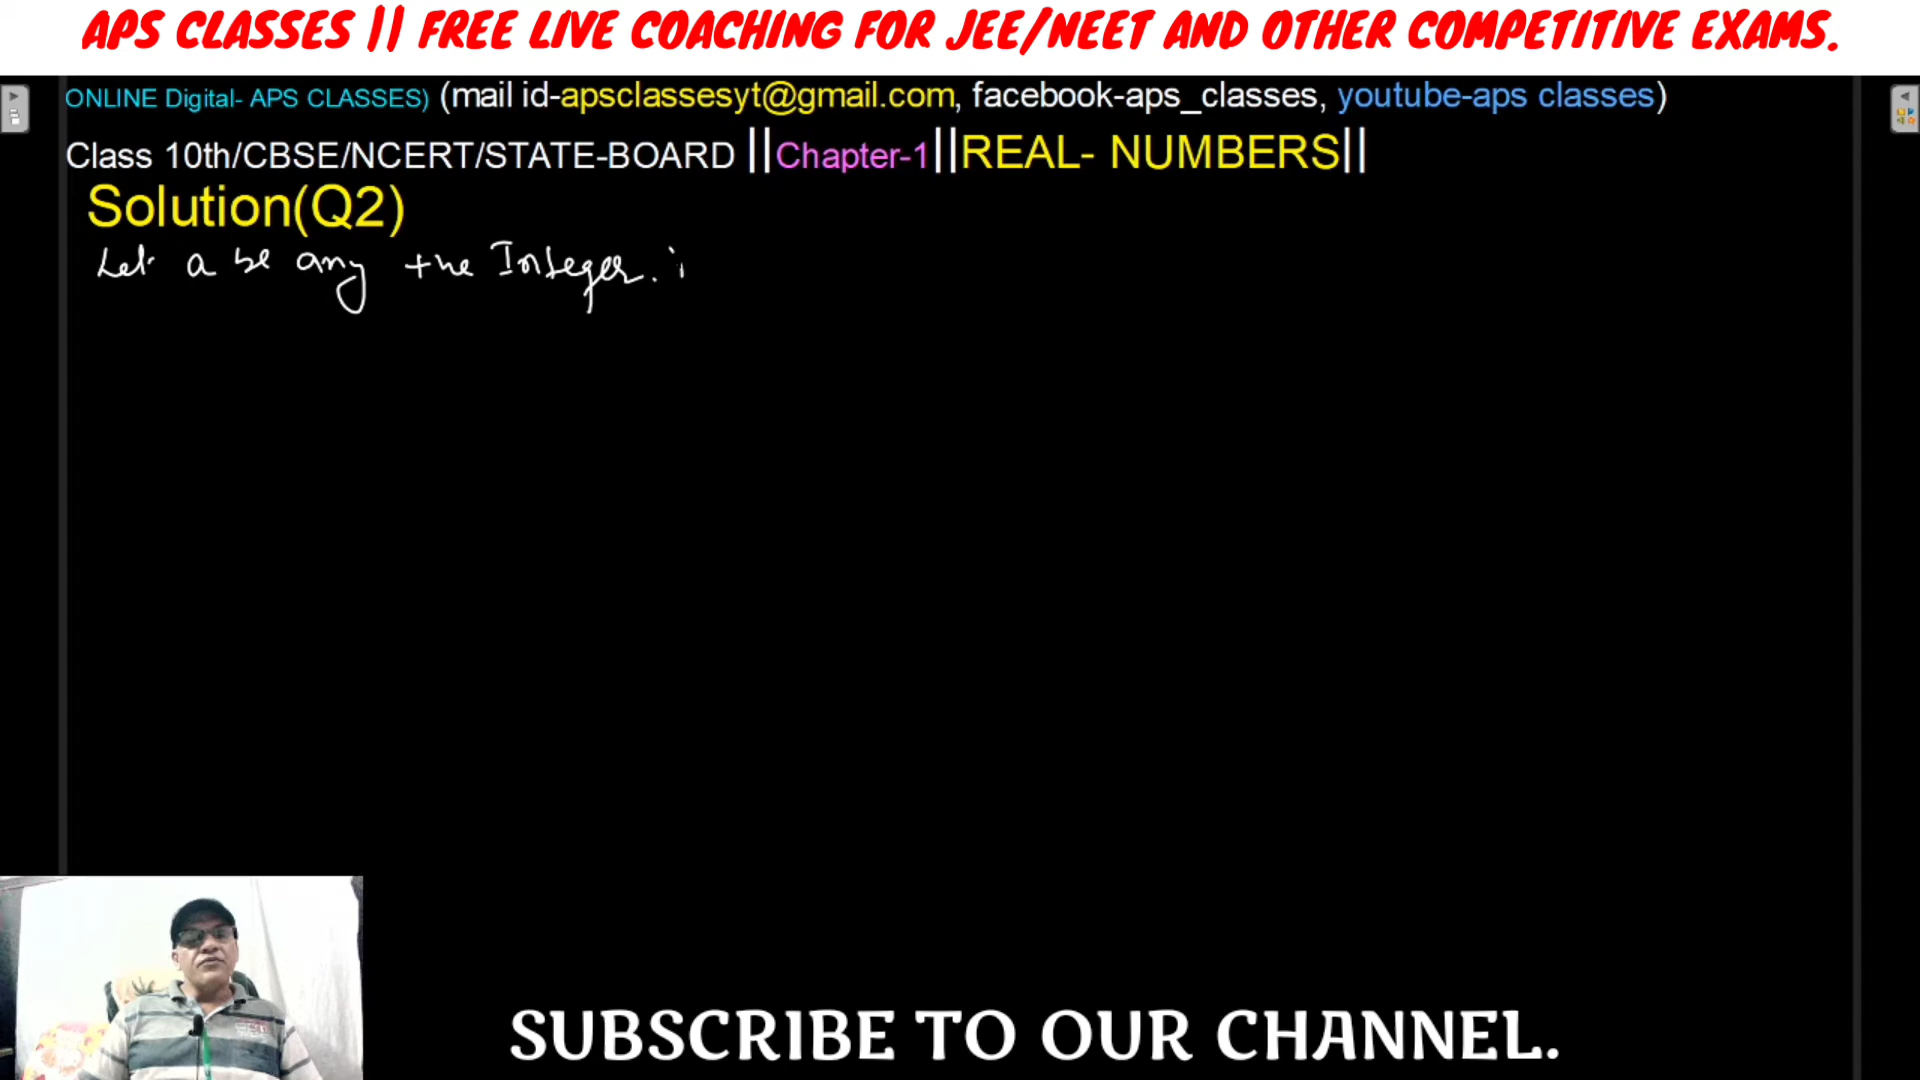 APS CLASSES || FREE LIVE COACHING FOR JEE/NEET AND OTHER COMPETITIVE EXAMS.
ONLINE Digital- APS CLASSES) (mail id-apsclassesyt@gmail.com, facebook-aps_classes, youtube-aps classes)
Class 10th/CBSE/NCERT/STATE-BOARD ||Chapter-1||REAL- NUMBERS||
Solution(Q2)
Let a be any +ve Integer.
SUBSCRIBE TO OUR CHANNEL.